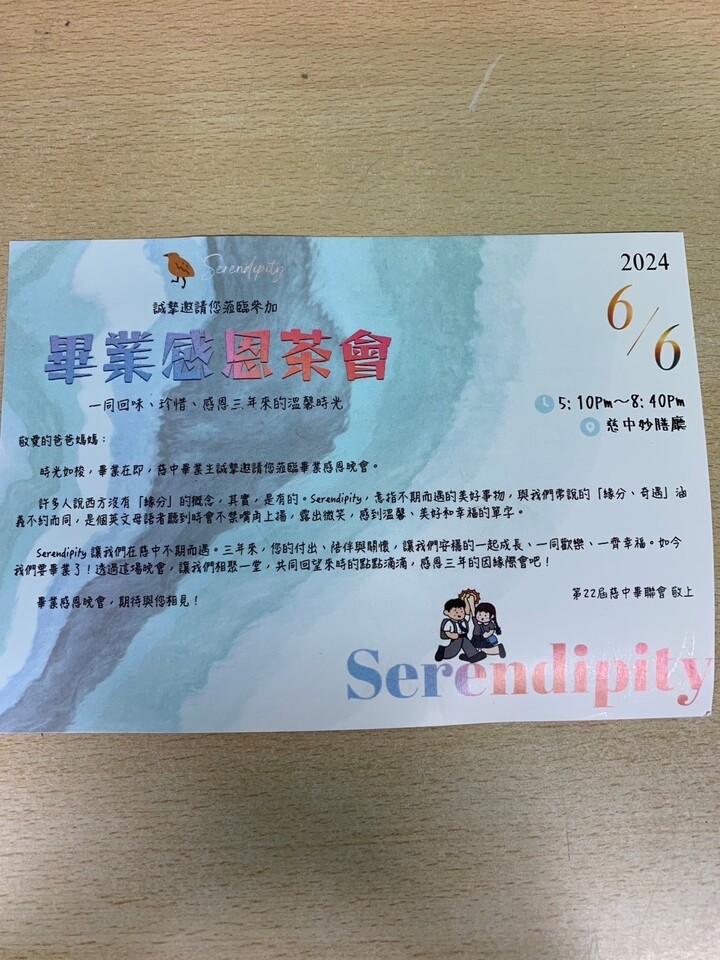 Serendipity
2024
6/6
誠摯邀請您蒞臨參加
畢業感恩茶會
一同回味、珍惜、感恩三年來的溫馨時光
5:10pm～8:40pm
慈中妙膳廳
敬愛的爸爸媽媽：
時光如梭，畢業在即，慈中畢業生誠摯邀請您蒞臨畢業感恩晚會。
許多人說西方沒有「緣分」的概念，其實，是有的。Serendipity，意指不期而遇的美好事物，與我們常說的「緣分、奇遇」涵
義不約而同，是個英文母語者聽到時會不禁嘴角上揚，露出微笑，感到溫馨、美好和幸福的單字。
Serendipity 讓我們在慈中不期而遇。三年來，您的付出、陪伴與關懷，讓我們安穩的一起成長、一同歡樂、一齊幸福。如今
我們要畢業了！透過這場晚會，讓我們相聚一堂，共同回望來時的點點滴滴，感恩三年的因緣際會吧！
畢業感恩晚會，期待與您相見！
第22屆慈中畢聯會 敬上
Serendipity